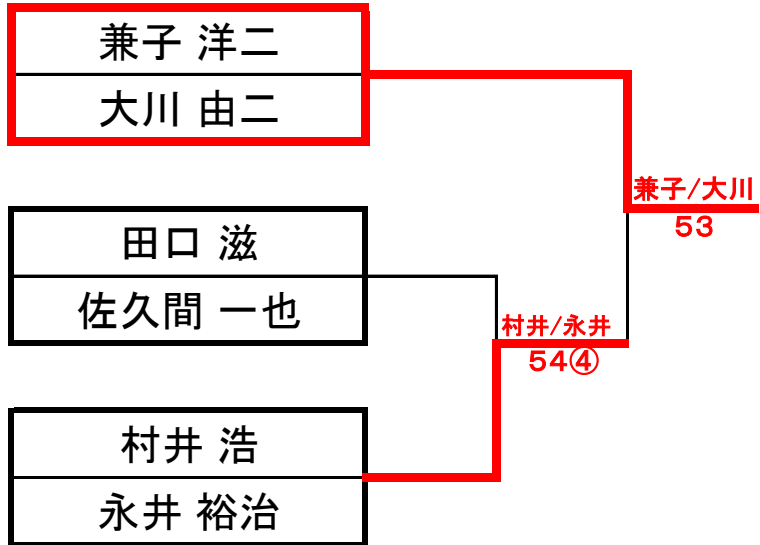 兼子 洋二
大川 由二
兼子/大川
53
田口 滋
佐久間 一也
村井/永井
54④
村井 浩
永井 裕治